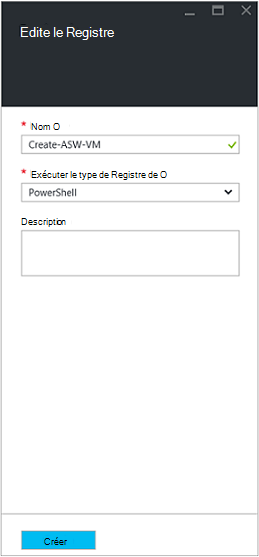 Edite le Registre
* Nom O
Create-ASW-VM
* Exécuter le type de Registre de O
PowerShell
Description
Créer